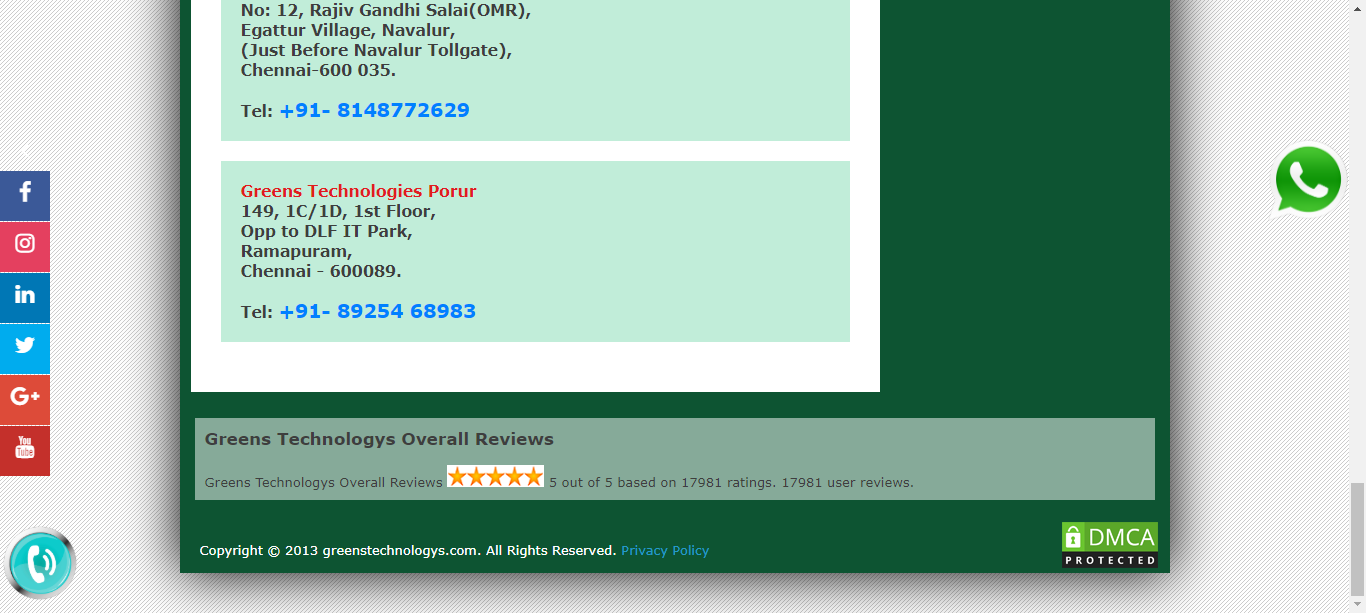 No: 12, Rajiv Gandhi Salai(OMR),
Egattur Village, Navalur,
(Just Before Navalur Tollgate),
Chennai-600 035.
Tel: +91- 8148772629
Greens Technologies Porur
149, 1C/1D, 1st Floor,
Opp to DLF IT Park,
Ramapuram,
Chennai - 600089.
Tel: +91- 89254 68983
f
in
G+
You
Tube
Greens Technologys Overall Reviews
Greens Technologys Overall Reviews 5 out of 5 based on 17981 ratings. 17981 user reviews.
Copyright © 2013 greenstechnologys.com. All Rights Reserved. Privacy Policy
DMCA
PROTECTED